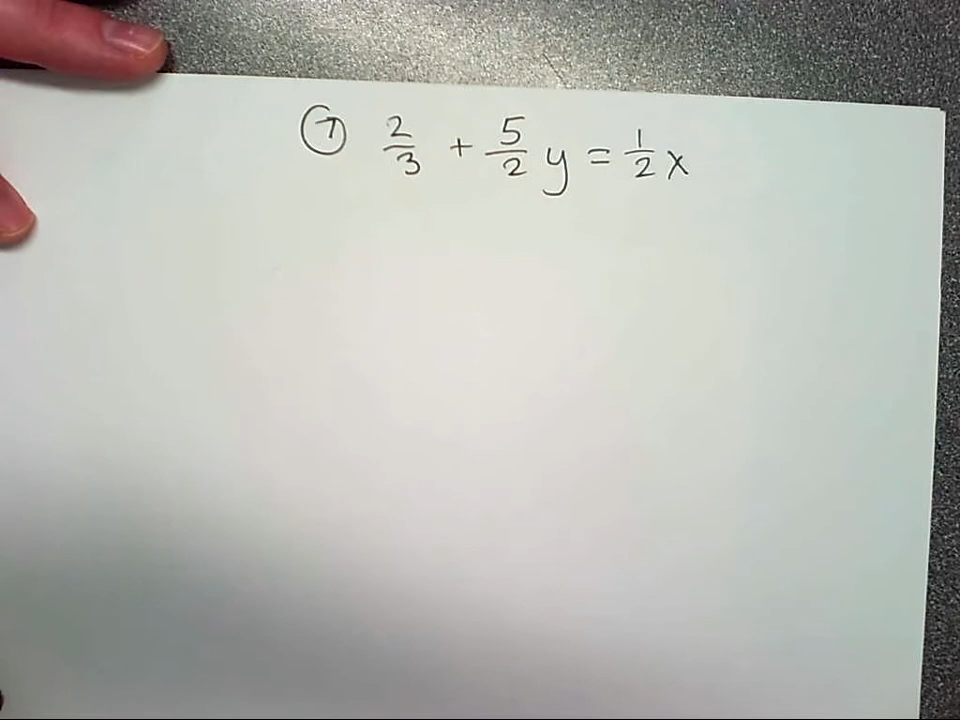 ⑦ 2/3 + 5/2 y = 1/2 x